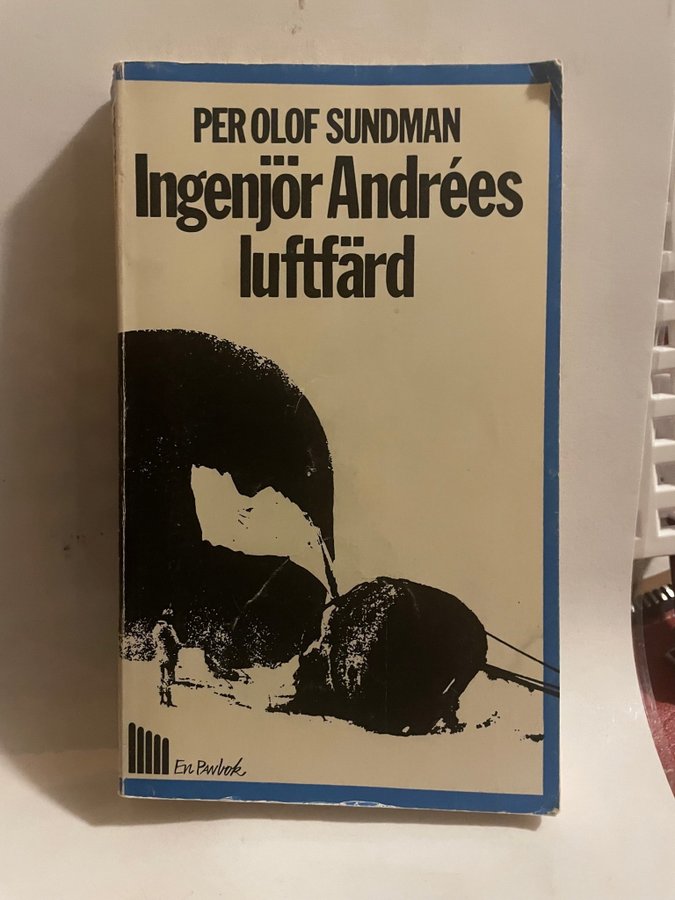 PER OLOF SUNDMAN
Ingenjör Andrées
luftfärd
En Panbok